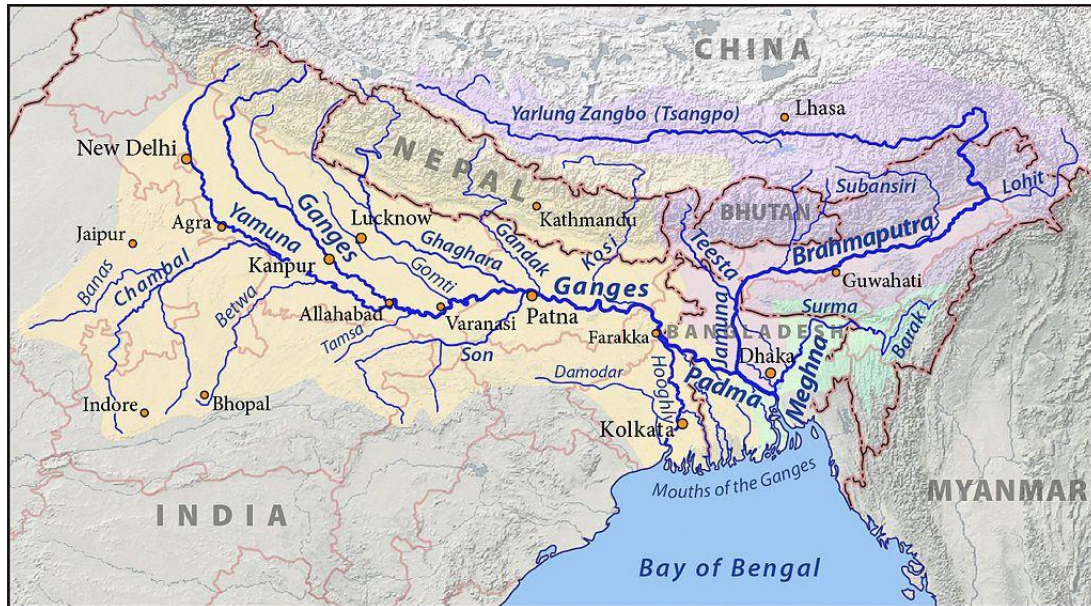 CHINA
Yarlung Zangbo (Tsangpo)
Lhasa
New Delhi
NEPAL
Subansiri
Lohit
Kathmandu
BHUTAN
Agra
Yamuna
Ganges
Lucknow
Ghaghara
Gandak
Kosi
Teesta
Brahmaputra
Jaipur
Kanpur
Gomti
Guwahati
Banas
Chambal
Betwa
Ganges
Jamuna
Surma
Allahabad
Varanasi
Patna
Tamsa
Son
Farakka
BANGLADESH
Barak
Dhaka
Meghna
Damodar
Hooghly
Padma
Indore
Bhopal
Kolkata
Mouths of the Ganges
INDIA
MYANMAR
Bay of Bengal